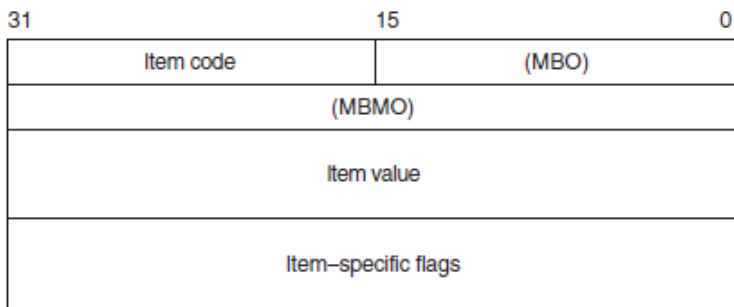 31 15 0
Item code (MBO)
(MBMO)
Item value
Item–specific flags